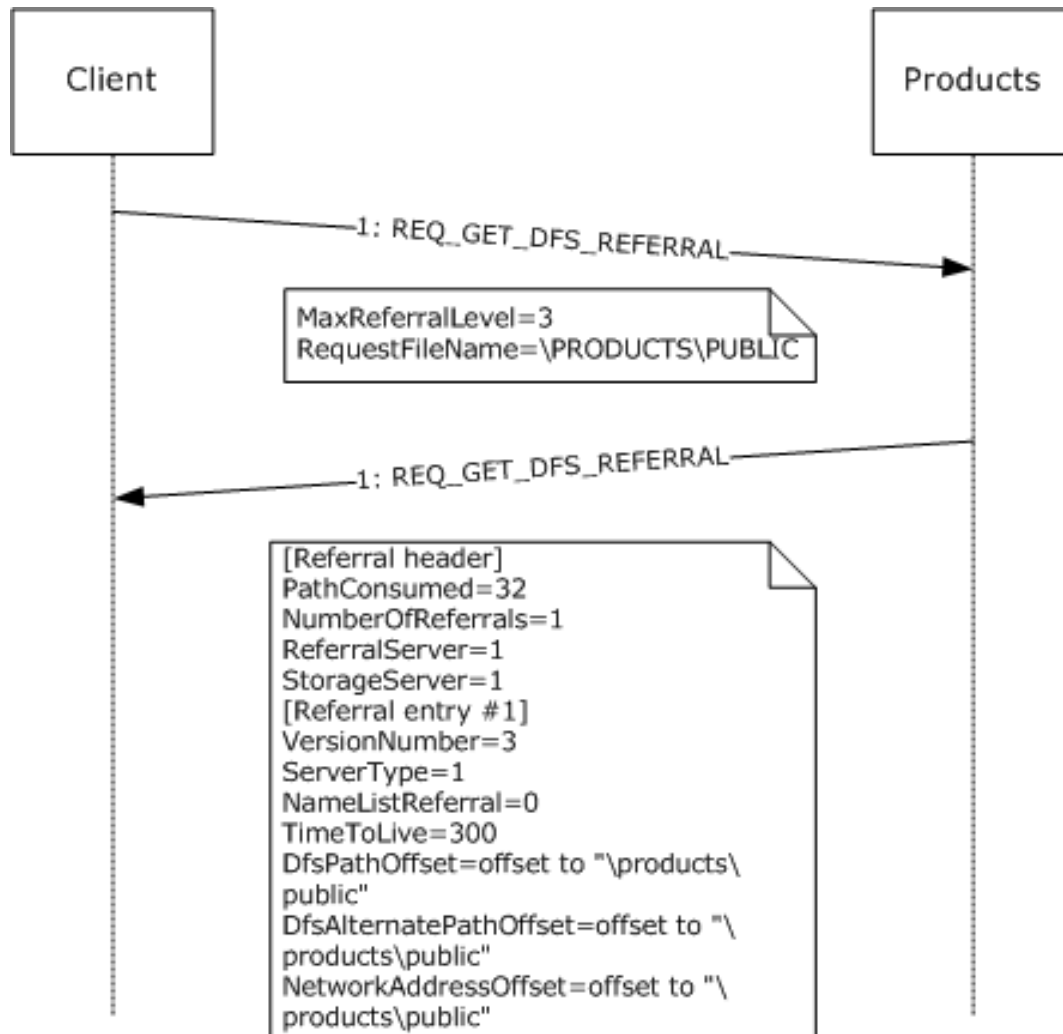 Client
Products
1: REQ_GET_DFS_REFERRAL
MaxReferralLevel=3
RequestFileName=\PRODUCTS\PUBLIC
1: REQ_GET_DFS_REFERRAL
[Referral header]
PathConsumed=32
NumberOfReferrals=1
ReferralServer=1
StorageServer=1
[Referral entry #1]
VersionNumber=3
ServerType=1
NameListReferral=0
TimeToLive=300
DfsPathOffset=offset to "\products\
public"
DfsAlternatePathOffset=offset to "\
products\public"
NetworkAddressOffset=offset to "\
products\public"